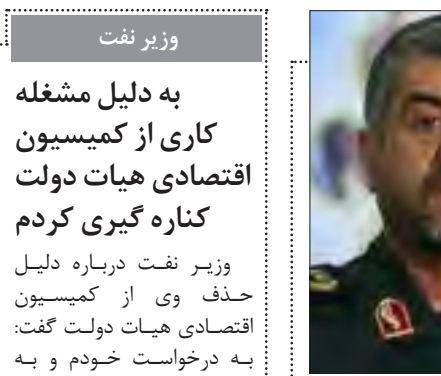 وزیر نفت
به دلیل مشغله
کاری از کمیسیون
اقتصادی هیات دولت
کناره گیری کردم
وزیر نفت درباره دلیل
حذف وی از کمیسیون
اقتصادی هیات دولت گفت:
به درخواست خودم و به